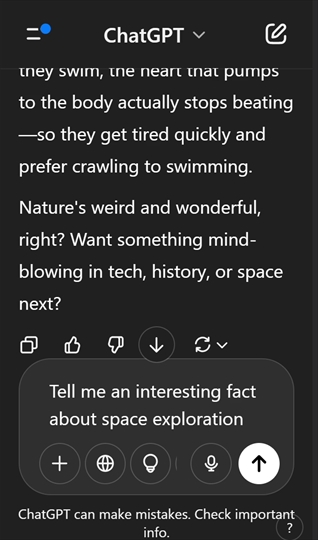 ChatGPT
they swim, the heart that pumps
to the body actually stops beating
—so they get tired quickly and
prefer crawling to swimming.
Nature's weird and wonderful,
right? Want something mind-
blowing in tech, history, or space
next?
Tell me an interesting fact
about space exploration
ChatGPT can make mistakes. Check important
info.
?